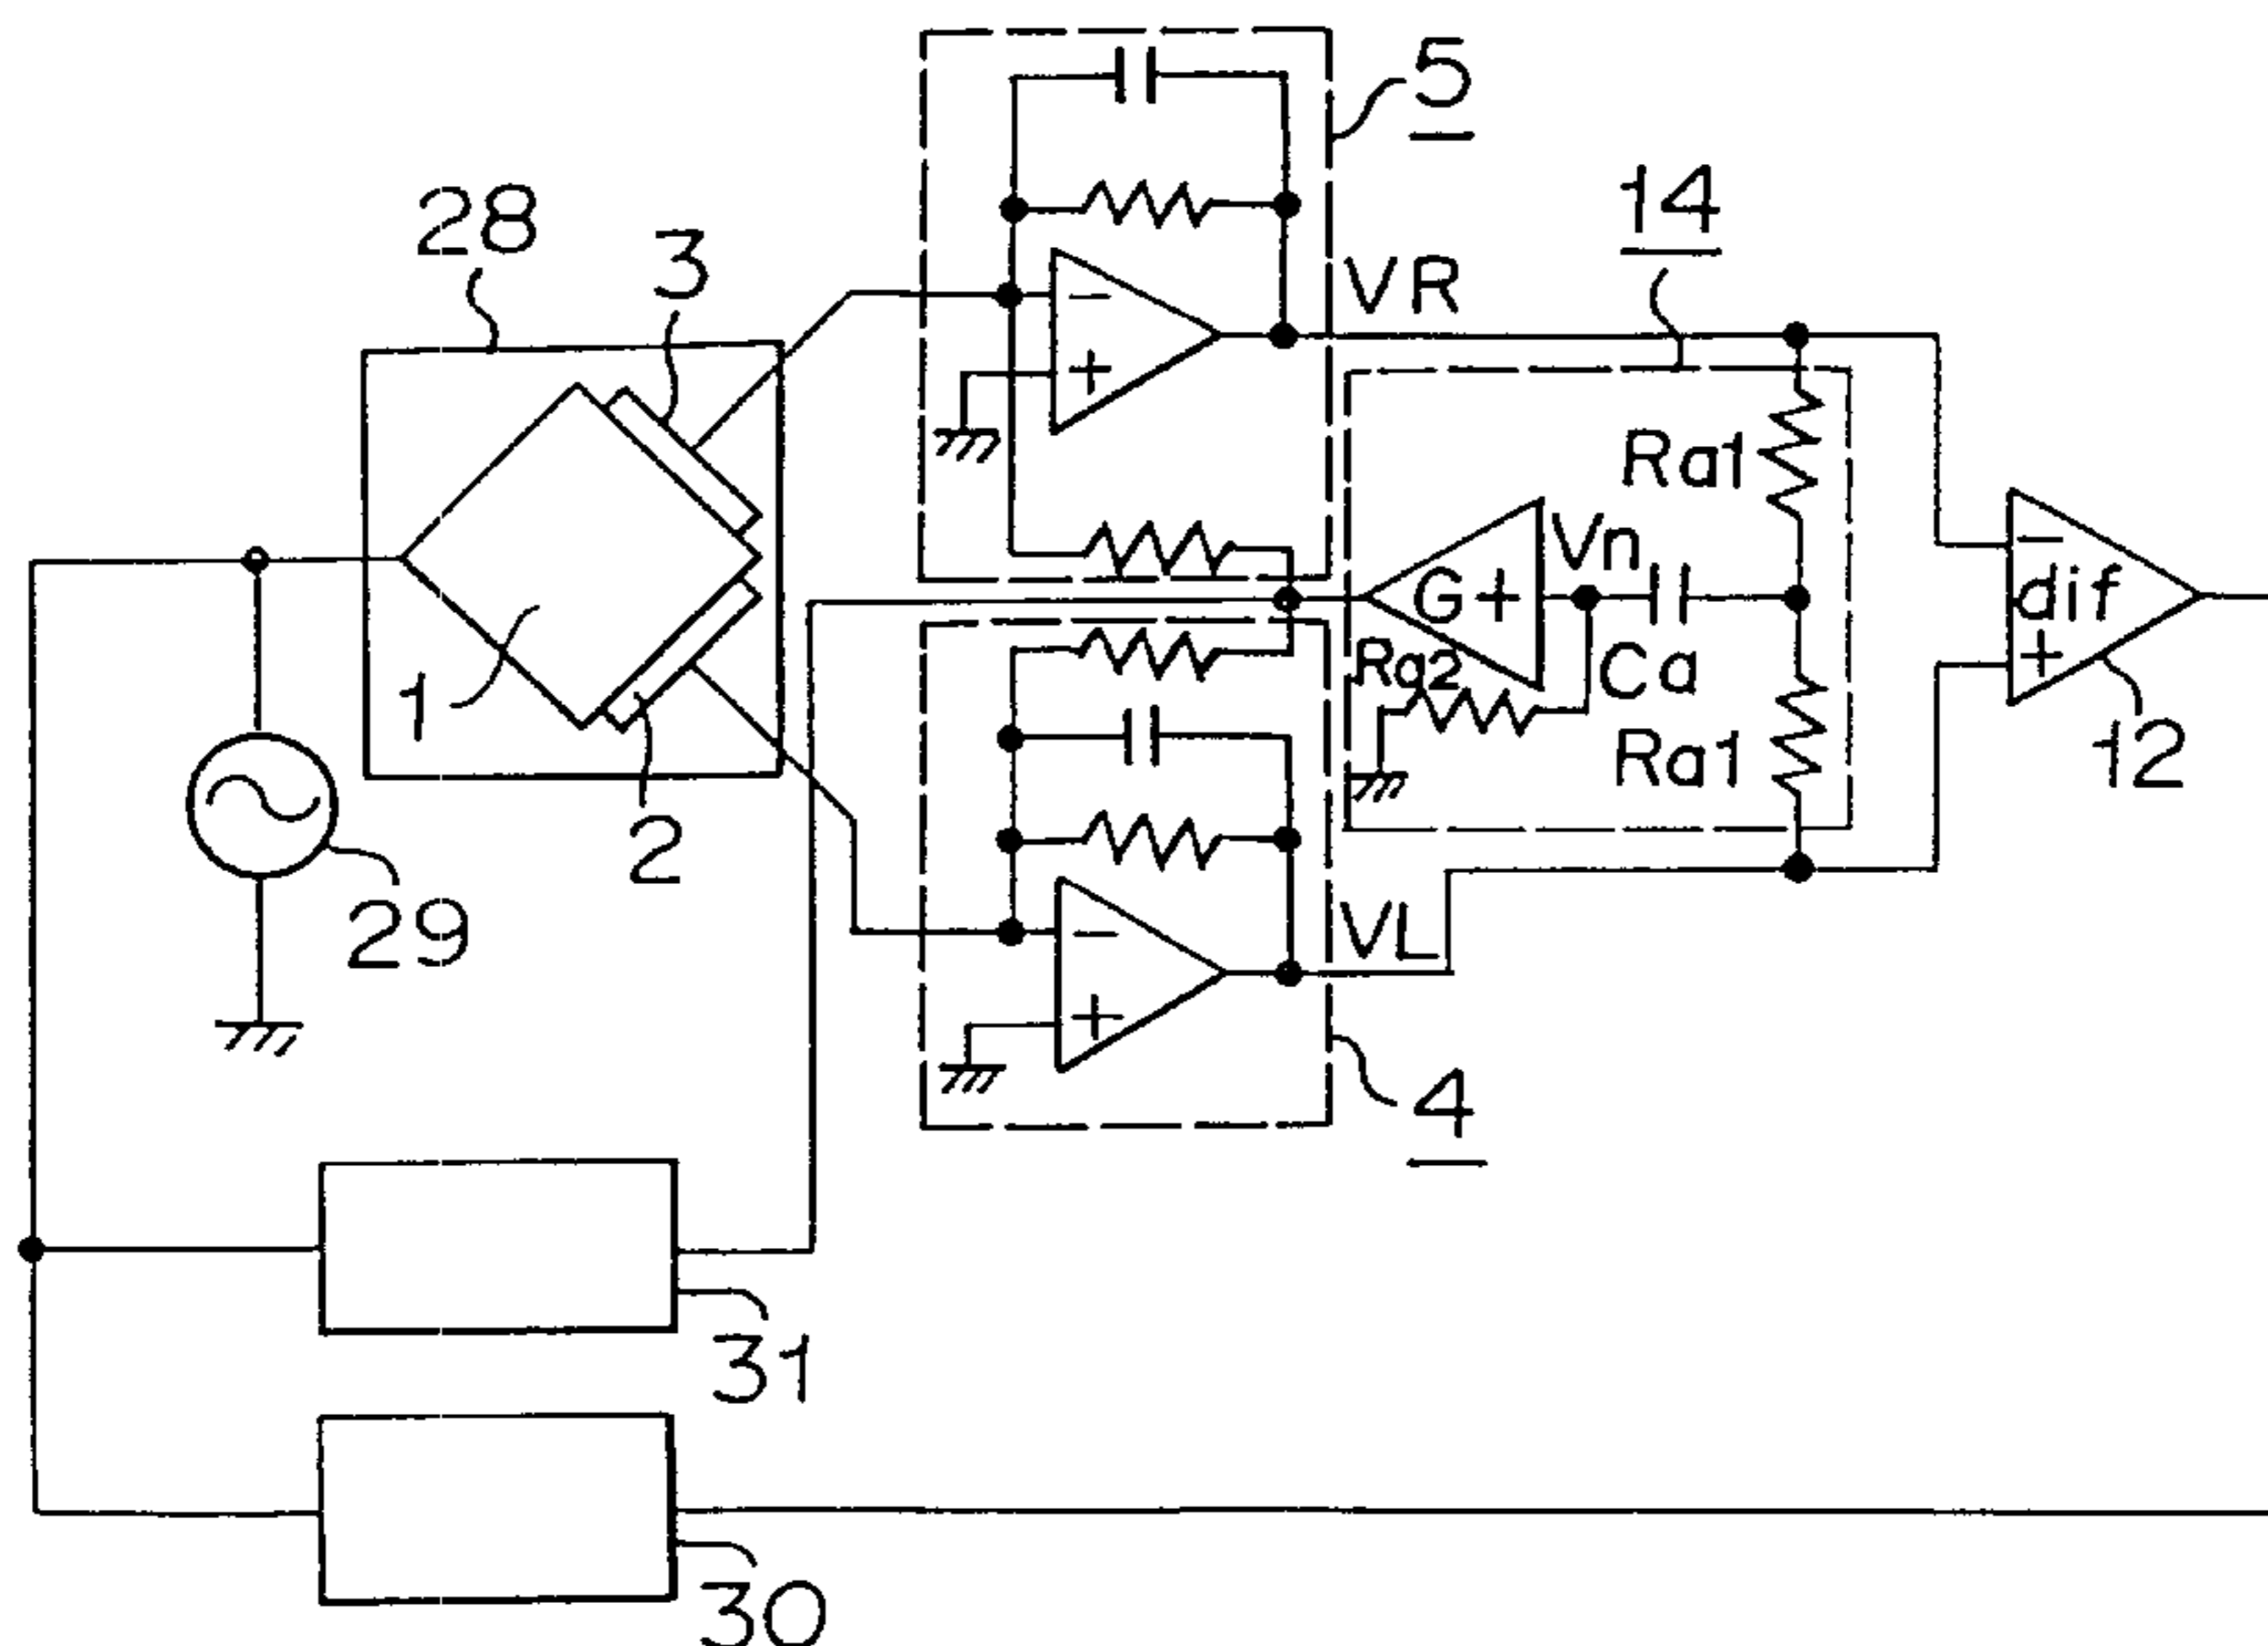 5
14
28
3
VR
Ra1
-
+
Vn
G+
dif
-
+
Ra2
Ca
1
Ra1
12
2
29
VL
-
+
4
31
30